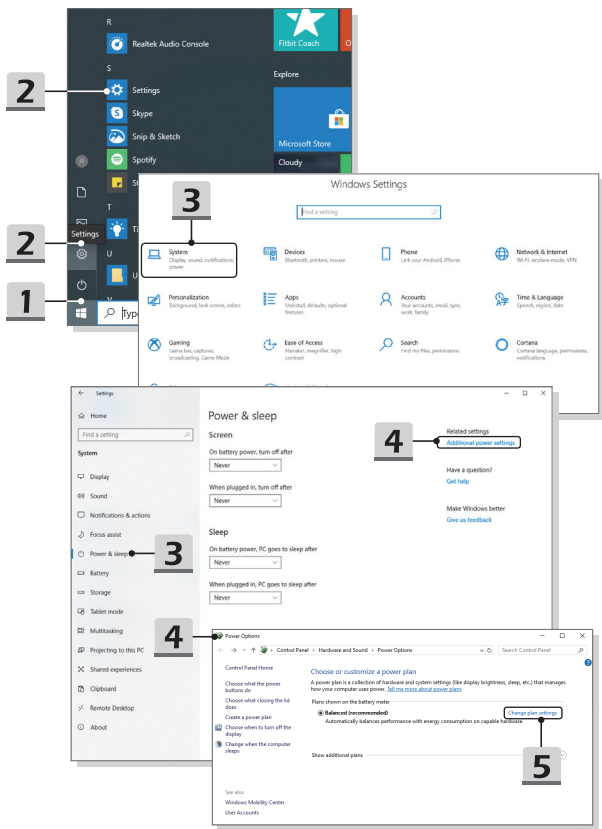 R
Realtek Audio Console
S
2
Settings
Skype
Snip & Sketch
Spotify
T
U
2
Settings
1
Fitbit Coach
Explore
Microsoft Store
Cloudy
Windows Settings
Find a setting
3
System
Display, sound, notifications, power
Devices
Bluetooth, printers, mouse
Phone
Link your Android, iPhone
Network & Internet
Wi-Fi, airplane mode, VPN
Personalization
Background, lock screen, colors
Apps
Uninstall, defaults, optional features
Accounts
Your accounts, email, sync, work, family
Time & Language
Speech, region, date
Gaming
Game bar, captures, broadcasting, Game Mode
Ease of Access
Narrator, magnifier, high contrast
Search
Find my files, permissions
Cortana
Cortana language, permissions, notifications
Settings
Home
Find a setting
System
Display
Sound
Notifications & actions
Focus assist
Power & sleep
3
Battery
Storage
Tablet mode
Multitasking
Projecting to this PC
Shared experiences
Clipboard
Remote Desktop
About
Power & sleep
Screen
On battery power, turn off after
Never
When plugged in, turn off after
Never
Sleep
On battery power, PC goes to sleep after
Never
When plugged in, PC goes to sleep after
Never
4
Related settings
Additional power settings
Have a question?
Get help
Make Windows better
Give us feedback
4
Power Options
Control Panel > Hardware and Sound > Power Options
Search Control Panel
Control Panel Home
Choose what the power
buttons do
Choose what closing the lid
does
Create a power plan
Choose when to turn off the
display
Change when the computer
sleeps
See also
Windows Mobility Center
User Accounts
Choose or customize a power plan
A power plan is a collection of hardware and system settings (like display brightness, sleep, etc.) that manages
how your computer uses power. Tell me more about power plans
Plans shown on the battery meter
Balanced (recommended)
Change plan settings
Automatically balances performance with energy consumption on capable hardware.
Show additional plans
5